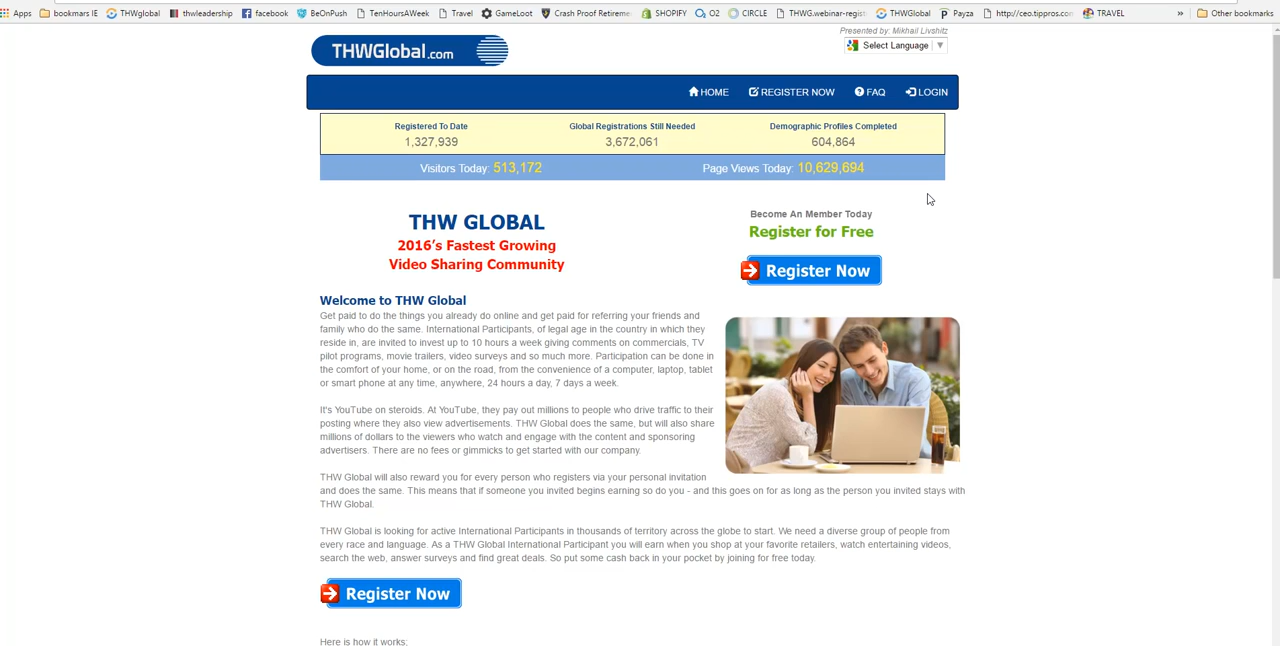 Apps bookmarks IE THWglobal thwleadership facebook BeOnPush TenHoursAWeek Travel GameLoot Crash Proof Retireme SHOPIFY O2 CIRCLE THWG.webinar-regist THWGlobal Payza http://ceo.tippros.com TRAVEL » Other bookmarks
Presented by: Mikhail Livshitz
THWGlobal.com
Select Language ▼
HOME REGISTER NOW FAQ LOGIN
Registered To Date Global Registrations Still Needed Demographic Profiles Completed
1,327,939 3,672,061 604,864
Visitors Today: 513,172 Page Views Today: 10,629,694
THW GLOBAL
2016's Fastest Growing
Video Sharing Community
Become An Member Today
Register for Free
Register Now
Welcome to THW Global
Get paid to do the things you already do online and get paid for referring your friends and
family who do the same. International Participants, of legal age in the country in which they
reside in, are invited to invest up to 10 hours a week giving comments on commercials, TV
pilot programs, movie trailers, video surveys and so much more. Participation can be done in
the comfort of your home, or on the road, from the convenience of a computer, laptop, tablet
or smart phone at any time, anywhere, 24 hours a day, 7 days a week.
It's YouTube on steroids. At YouTube, they pay out millions to people who drive traffic to their
posting where they also view advertisements. THW Global does the same, but will also share
millions of dollars to the viewers who watch and engage with the content and sponsoring
advertisers. There are no fees or gimmicks to get started with our company.
THW Global will also reward you for every person who registers via your personal invitation
and does the same. This means that if someone you invited begins earning so do you - and this goes on for as long as the person you invited stays with
THW Global.
THW Global is looking for active International Participants in thousands of territory across the globe to start. We need a diverse group of people from
every race and language. As a THW Global International Participant you will earn when you shop at your favorite retailers, watch entertaining videos,
search the web, answer surveys and find great deals. So put some cash back in your pocket by joining for free today.
Register Now
Here is how it works;